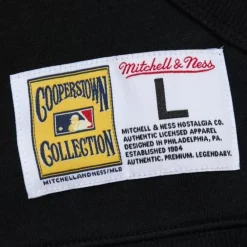 COOPERSTOWN
COLLECTION
MITCHELLANDNESS/MLB
Mitchell & Ness
L
MITCHELL & NESS NOSTALGIA CO.
AUTHENTIC LICENSED APPAREL
DESIGNED IN PHILADELPHIA, PA.
ESTABLISHED 1904
AUTHENTIC. PREMIUM. LEGENDARY.